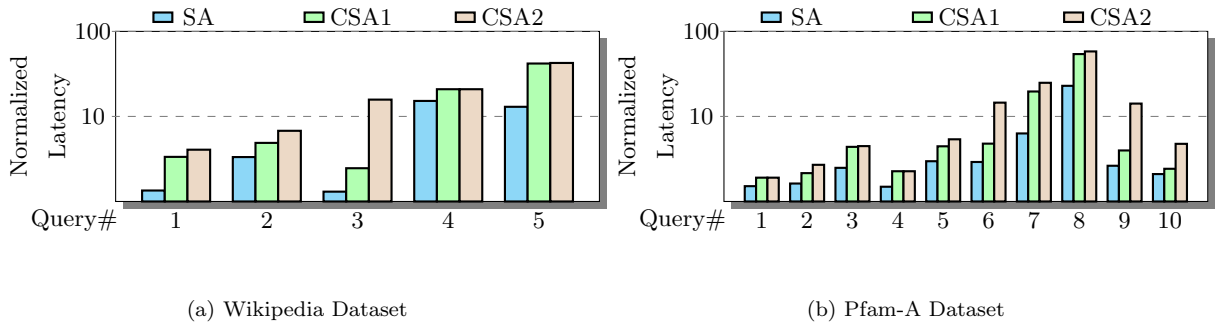 SA CSA1 CSA2
100
10
Normalized
Latency
Query# 1 2 3 4 5
(a) Wikipedia Dataset
SA CSA1 CSA2
100
10
Normalized
Latency
Query# 1 2 3 4 5 6 7 8 9 10
(b) Pfam-A Dataset